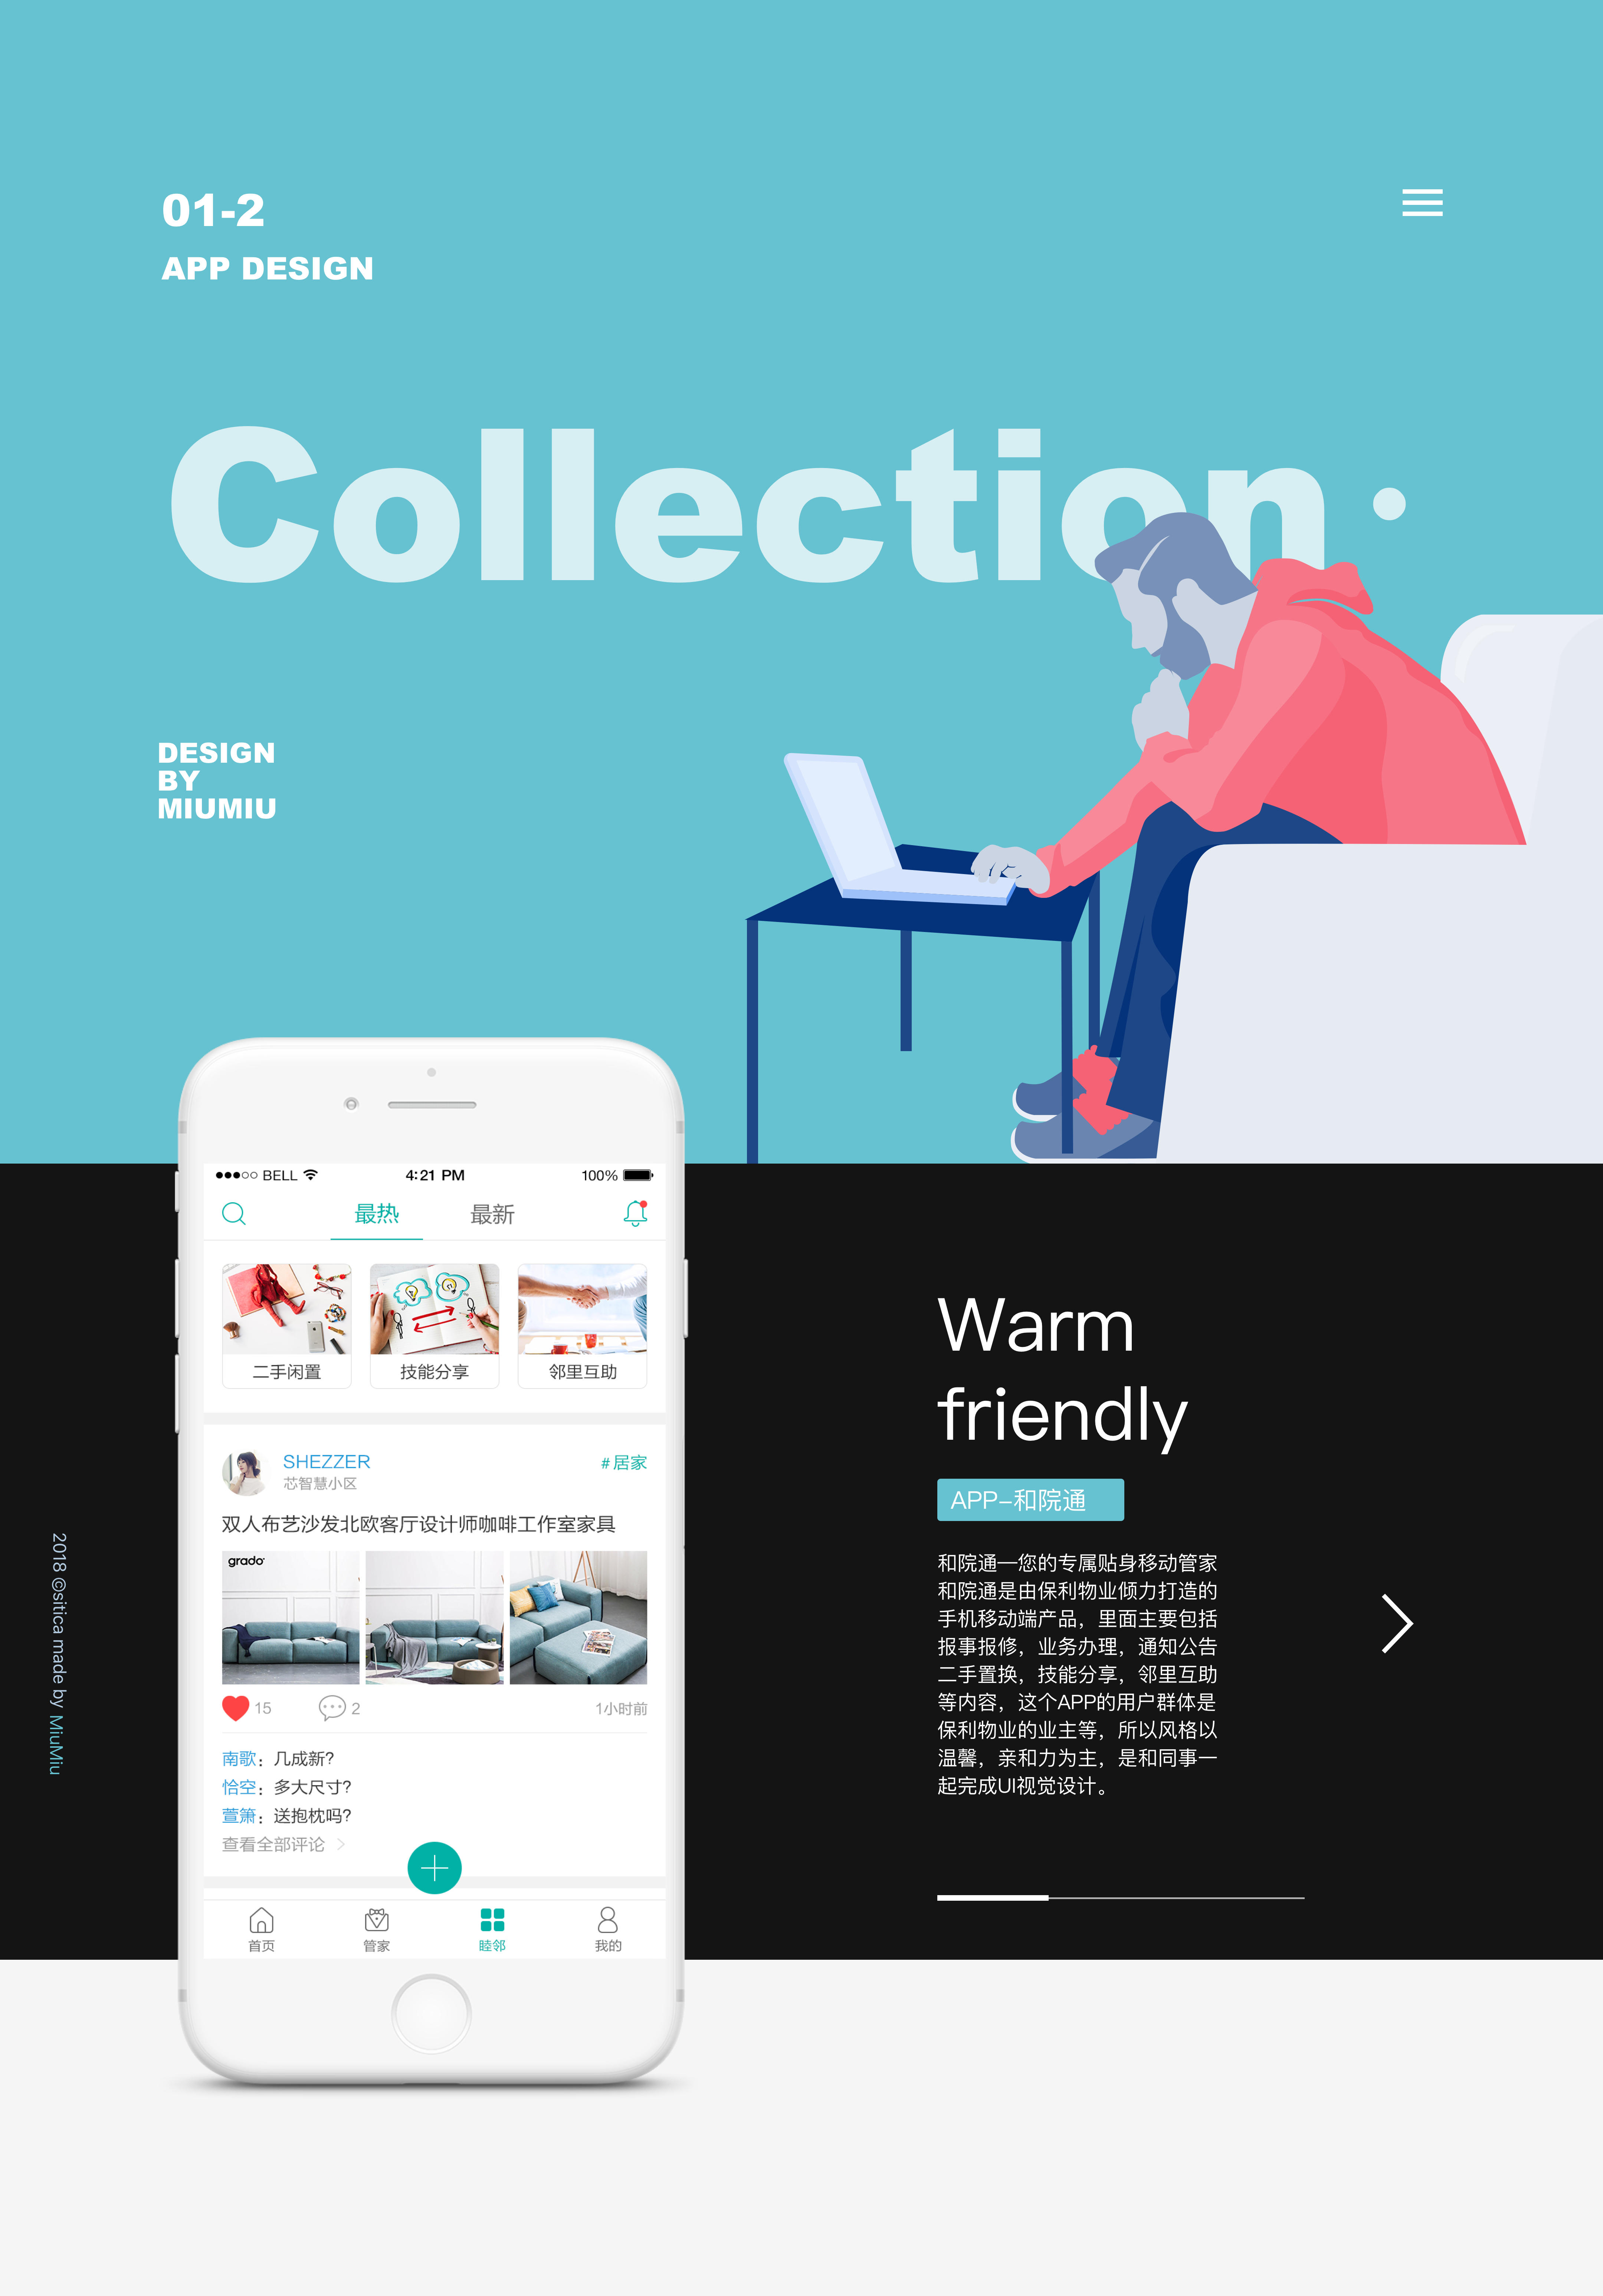 01-2
APP DESIGN
Collection·
DESIGN
BY
MIUMIU
BELL
4:21 PM
100%
最热
最新
二手闲置
技能分享
邻里互助
SHEZZER
#居家
芯智慧小区
双人布艺沙发北欧客厅设计师咖啡工作室家具
grado
15
2
1小时前
南歌：几成新?
恰空：多大尺寸?
萱箫：送抱枕吗?
查看全部评论 >
首页
管家
睦邻
我的
Warm
friendly
APP-和院通
和院通—您的专属贴身移动管家
和院通是由保利物业倾力打造的
手机移动端产品，里面主要包括
报事报修，业务办理，通知公告
二手置换，技能分享，邻里互助
等内容，这个APP的用户群体是
保利物业的业主等，所以风格以
温馨，亲和力为主，是和同事一
起完成UI视觉设计。
2018 ©sitica made by MiuMiu